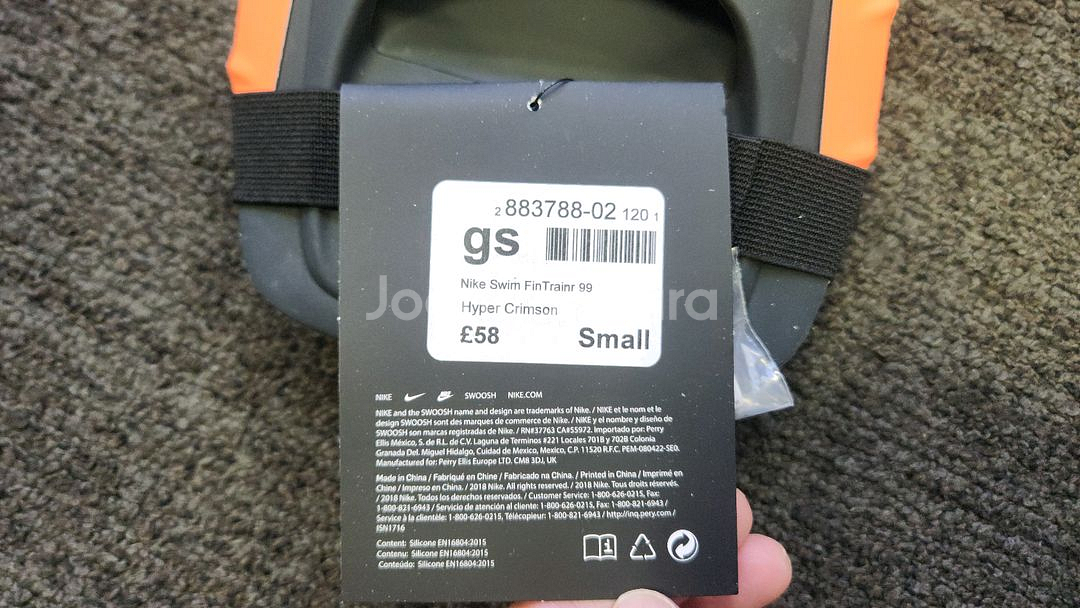 2 883788-02 120 1
gs
Nike Swim FinTrainr 99
Hyper Crimson
£58 Small
NIKE SWOOSH NIKE.COM
NIKE and the SWOOSH name and design are trademarks of Nike. / NIKE et le nom et le
design SWOOSH sont des marques de commerce de Nike. / NIKE y el nombre y diseño de
SWOOSH son marcas registradas de Nike. / RN#37763 CA#55972. Importado por: Perry
Ellis México, S. de R.L. de C.V. Laguna de Terminos #221 Locales 701B y 702B Colonia
Granada Del. Miguel Hidalgo, Cuidad de Mexico, Mexico, C.P. 11520 R.F.C. PEM-080422-SE0.
Manufactured for: Perry Ellis Europe LTD. CM8 3DJ, UK
Made in China / Fabriqué en Chine / Fabricado na China. / Printed in China / Imprimé en
Chine / Impreso en China. / 2018 Nike. All rights reserved. / 2018 Nike. Tous droits réservés.
/ 2018 Nike. Todos los derechos reservados. / Customer Service: 1-800-626-0215, Fax:
1-800-821-6943 / Servicio de atención al cliente: 1-800-626-0215, Fax: 1-800-821-6943 /
Service à la clientèle: 1-800-626-0215, Télécopieur: 1-800-821-6943 / http://inq.pery.com /
ISN1716
Content: Silicone EN16804:2015
Contenu: Silicone EN16804:2015
Conteúdo: Silicone EN16804:2015